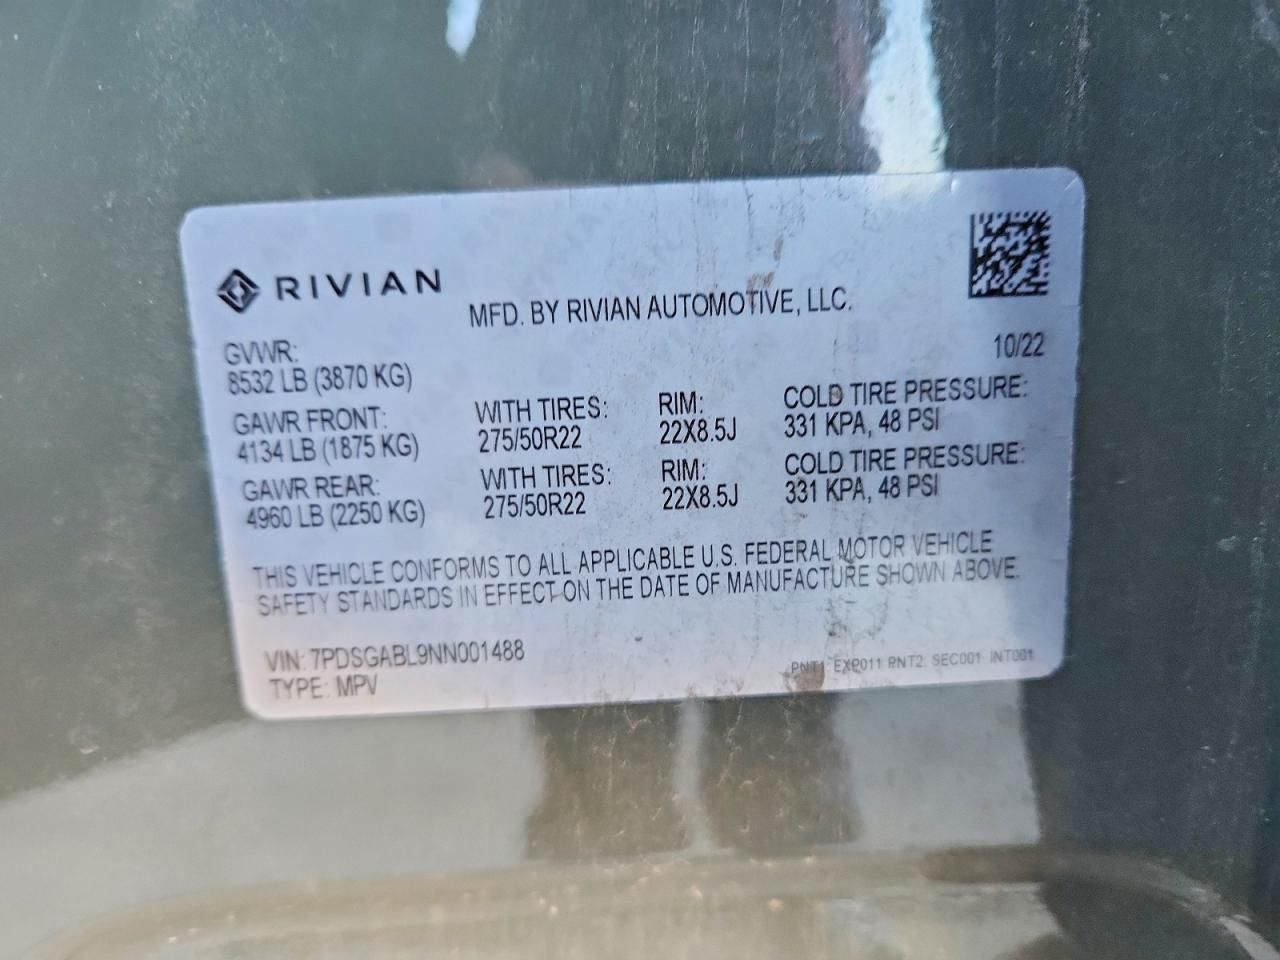 RIVIAN
MFD. BY RIVIAN AUTOMOTIVE, LLC.
10/22
GVWR:
8532 LB (3870 KG)
GAWR FRONT: WITH TIRES: RIM: COLD TIRE PRESSURE:
4134 LB (1875 KG) 275/50R22 22X8.5J 331 KPA, 48 PSI
GAWR REAR: WITH TIRES: RIM: COLD TIRE PRESSURE:
4960 LB (2250 KG) 275/50R22 22X8.5J 331 KPA, 48 PSI
THIS VEHICLE CONFORMS TO ALL APPLICABLE U.S. FEDERAL MOTOR VEHICLE
SAFETY STANDARDS IN EFFECT ON THE DATE OF MANUFACTURE SHOWN ABOVE.
VIN: 7PDSGABL9NN001488
TYPE: MPV
PNT1: EXP011 PNT2: SEC001 INT001